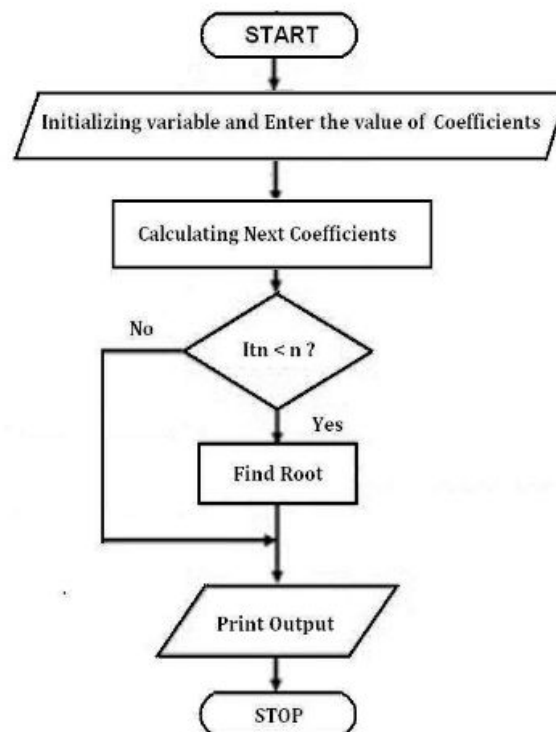 START
Initializing variable and Enter the value of Coefficients
Calculating Next Coefficients
No
Itn < n ?
Yes
Find Root
Print Output
STOP